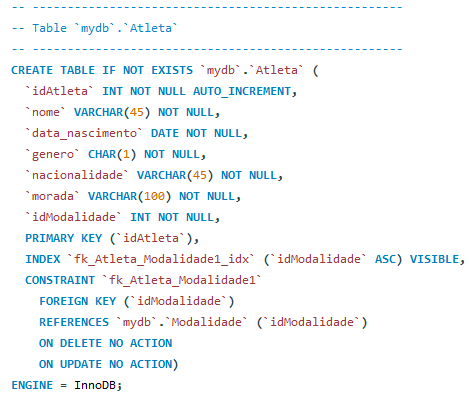 -- -----------------------------------------------------
-- Table `mydb`.`Atleta`
-- -----------------------------------------------------
CREATE TABLE IF NOT EXISTS `mydb`.`Atleta` (
  `idAtleta` INT NOT NULL AUTO_INCREMENT,
  `nome` VARCHAR(45) NOT NULL,
  `data_nascimento` DATE NOT NULL,
  `genero` CHAR(1) NOT NULL,
  `nacionalidade` VARCHAR(45) NOT NULL,
  `morada` VARCHAR(100) NOT NULL,
  `idModalidade` INT NOT NULL,
  PRIMARY KEY (`idAtleta`),
  INDEX `fk_Atleta_Modalidade1_idx` (`idModalidade` ASC) VISIBLE,
  CONSTRAINT `fk_Atleta_Modalidade1`
    FOREIGN KEY (`idModalidade`)
    REFERENCES `mydb`.`Modalidade` (`idModalidade`)
    ON DELETE NO ACTION
    ON UPDATE NO ACTION)
ENGINE = InnoDB;